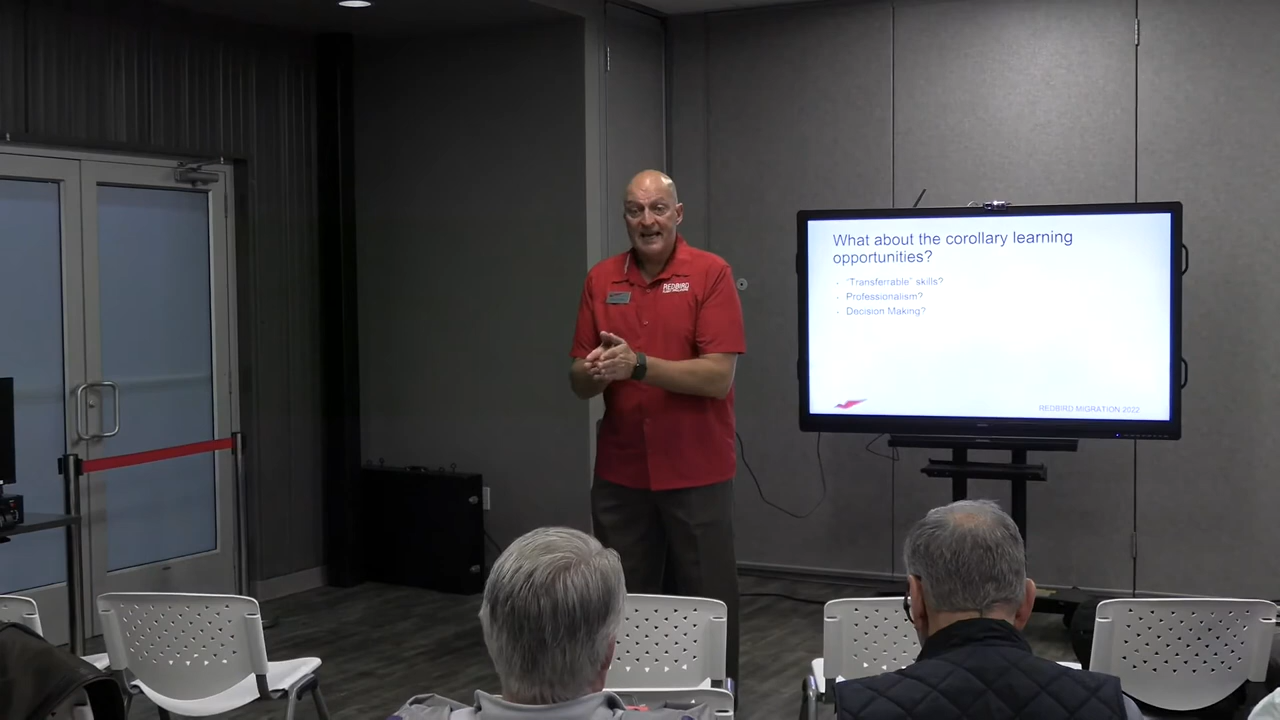 What about the corollary learning
opportunities?
· "Transferrable" skills?
· Professionalism?
· Decision Making?
REDBIRD MIGRATION 2022
REDBIRD